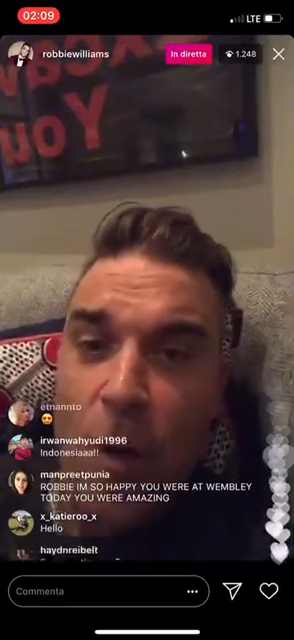 02:09
LTE
robbiewilliams
In diretta
1.248
You
etnannto
😍
irwanwahyudi1996
Indonesiaaa!!
manpreetpunia
ROBBIE IM SO HAPPY YOU WERE AT WEMBLEY
TODAY YOU WERE AMAZING
x_katieroo_x
Hello
haydnreibelt
Commenta